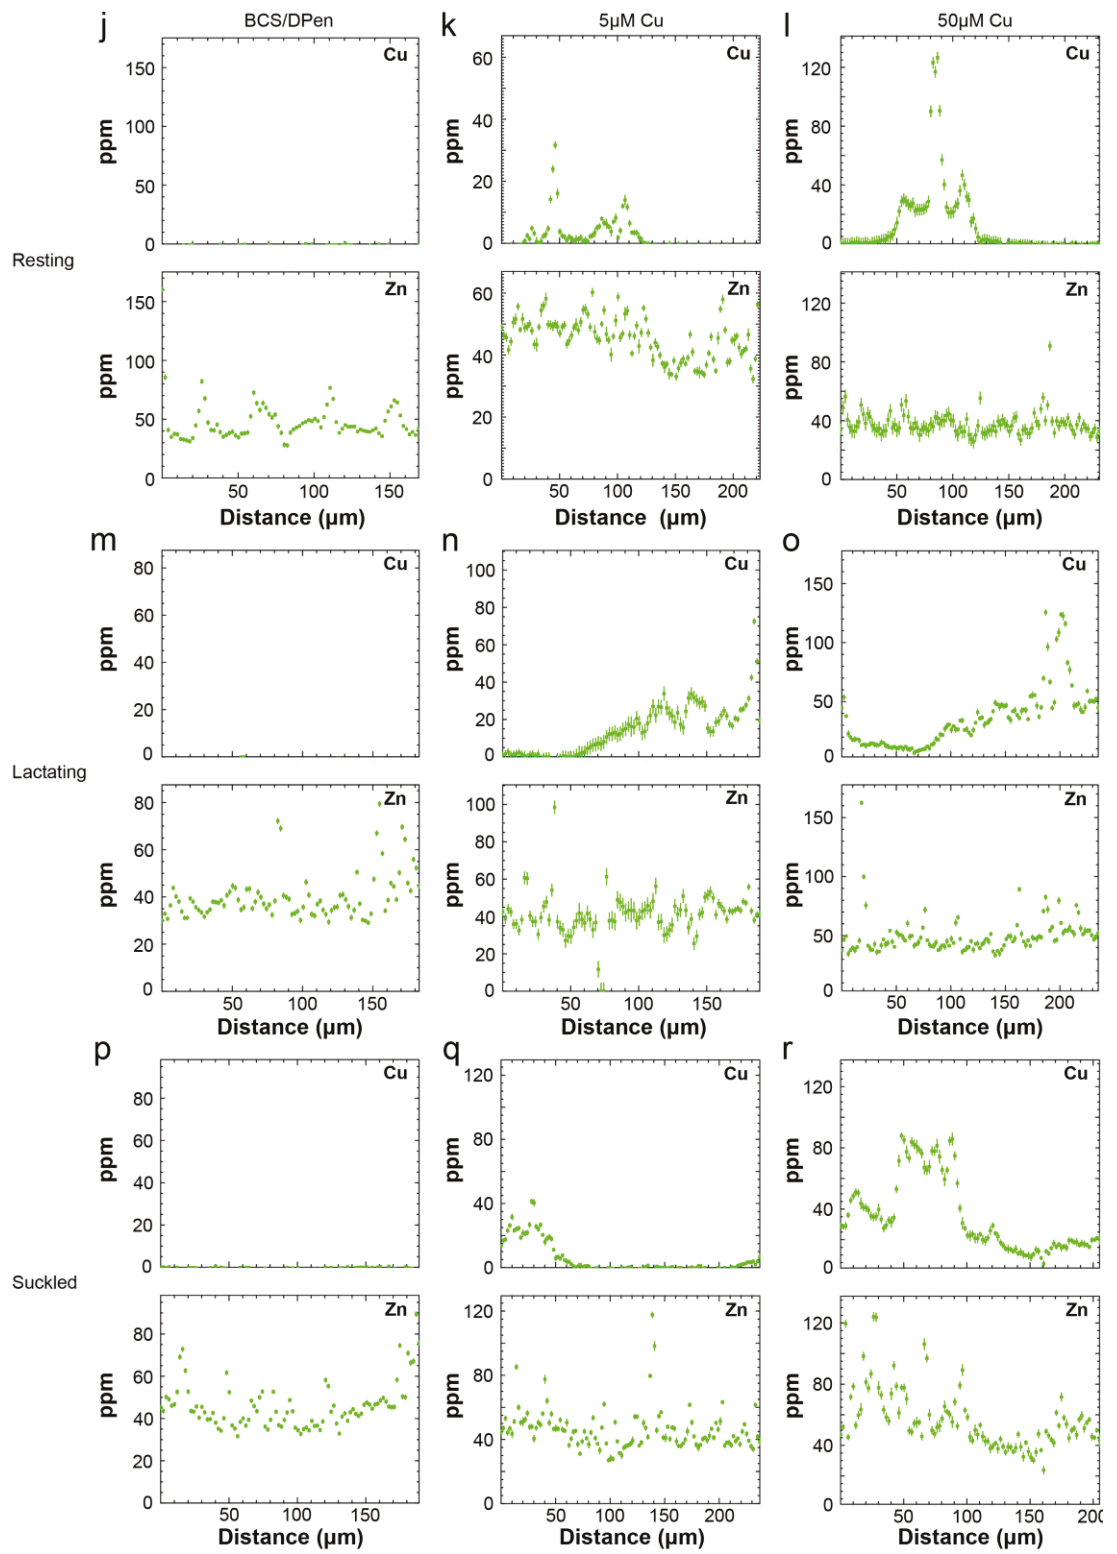 j BCS/DPen k 5µM Cu l 50µM Cu
Cu Cu Cu
ppm ppm ppm
150 60 120
100 40 80
50 20 40
0 0 0
Resting
Zn Zn Zn
ppm ppm ppm
150 60 120
100 40 80
50 20 40
0 0 0
50 100 150 50 100 150 200 50 100 150 200
Distance (µm) Distance (µm) Distance (µm)
m n o
Cu Cu Cu
ppm ppm ppm
80 100 150
60 80 100
40 60 50
20 40 0
0 20
0
Lactating
Zn Zn Zn
ppm ppm ppm
80 100 150
60 80 100
40 60 50
20 40 0
0 20
0
50 100 150 50 100 150 50 100 150 200
Distance (µm) Distance (µm) Distance (µm)
p q r
Cu Cu Cu
ppm ppm ppm
80 120 120
60 80 80
40 40 40
20 0 0
0
Suckled
Zn Zn Zn
ppm ppm ppm
80 120 120
60 80 80
40 40 40
20 0 0
0
50 100 150 50 100 150 200 50 100 150 200
Distance (µm) Distance (µm) Distance (µm)